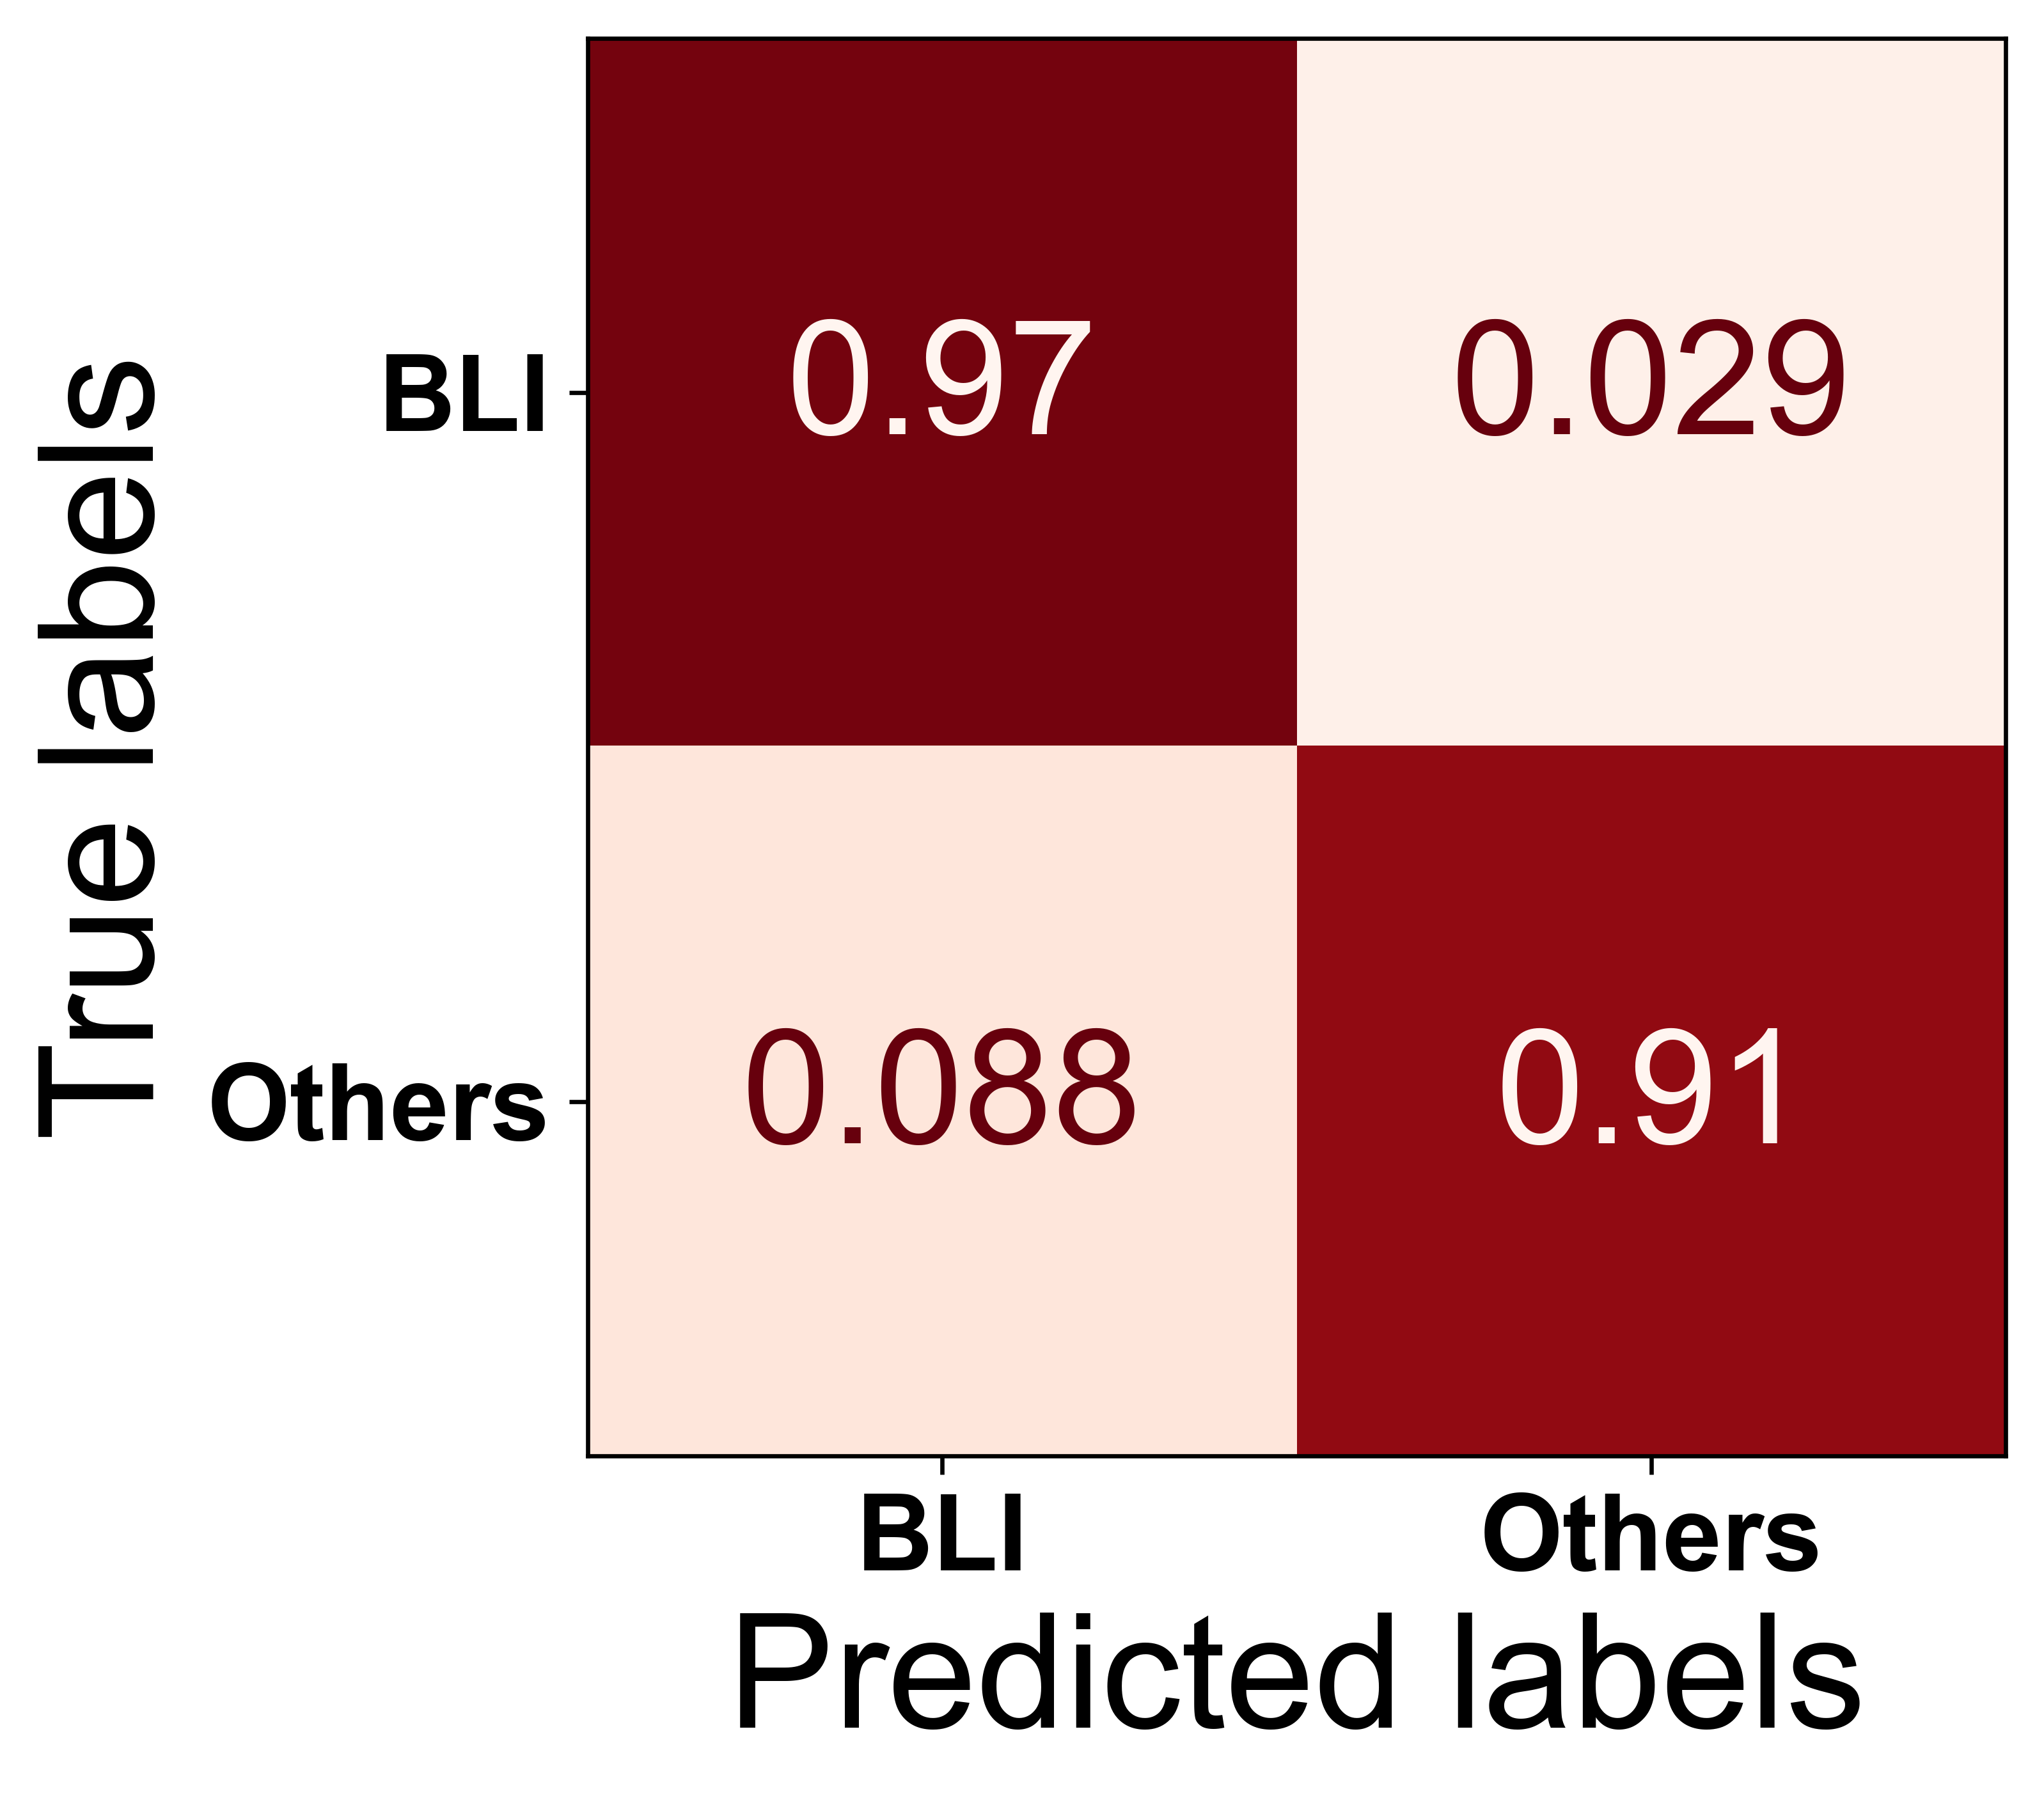 True labels
BLI
0.97 0.029
Others
0.088 0.91
BLI Others
Predicted labels